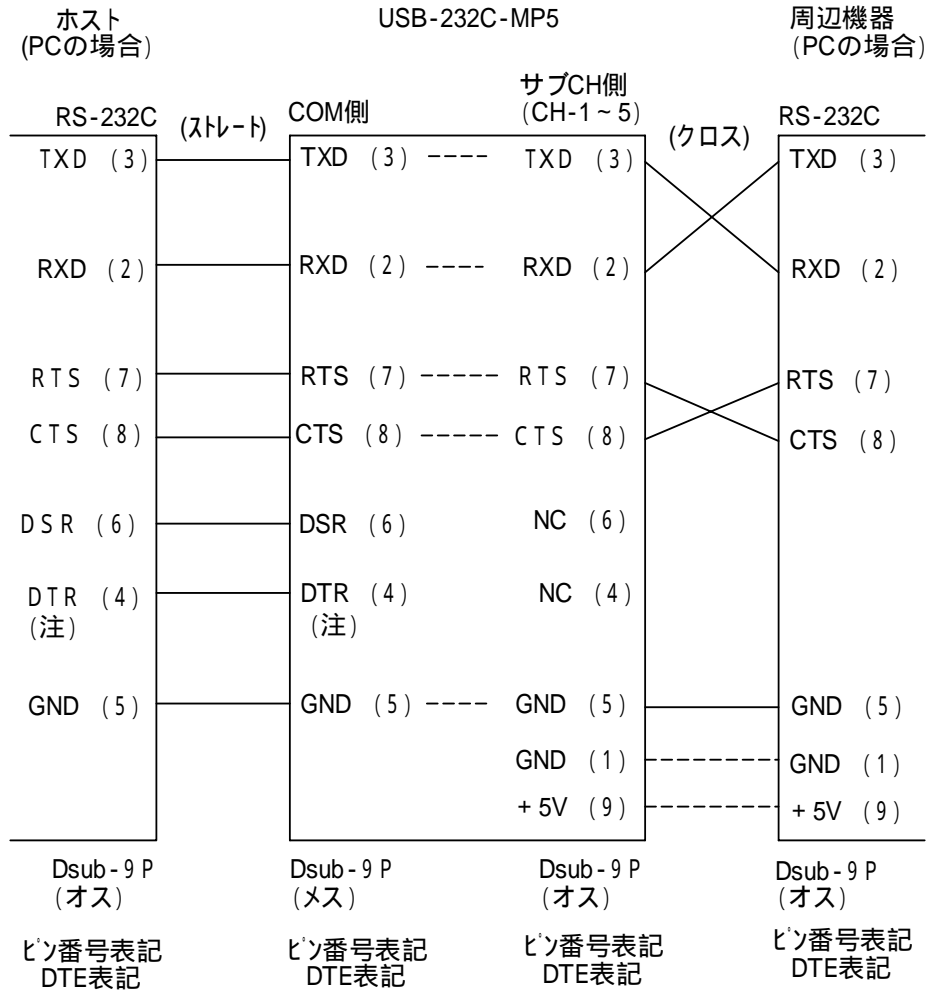 ホスト
(PCの場合)
USB-232C-MP5
周辺機器
(PCの場合)
RS-232C
(ストレート)
COM側
サブCH側
(CH-1~5)
(クロス)
RS-232C
TXD (3)
TXD (3)
TXD (3)
TXD (3)
RXD (2)
RXD (2)
RXD (2)
RXD (2)
RTS (7)
RTS (7)
RTS (7)
RTS (7)
CTS (8)
CTS (8)
CTS (8)
CTS (8)
DSR (6)
DSR (6)
NC (6)
DTR (4)
(注)
DTR (4)
(注)
NC (4)
GND (5)
GND (5)
GND (5)
GND (5)
GND (1)
GND (1)
+5V (9)
+5V (9)
Dsub-9P
(オス)
ピン番号表記
DTE表記
Dsub-9P
(メス)
ピン番号表記
DTE表記
Dsub-9P
(オス)
ピン番号表記
DTE表記
Dsub-9P
(オス)
ピン番号表記
DTE表記